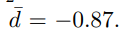 d̄ = −0.87.